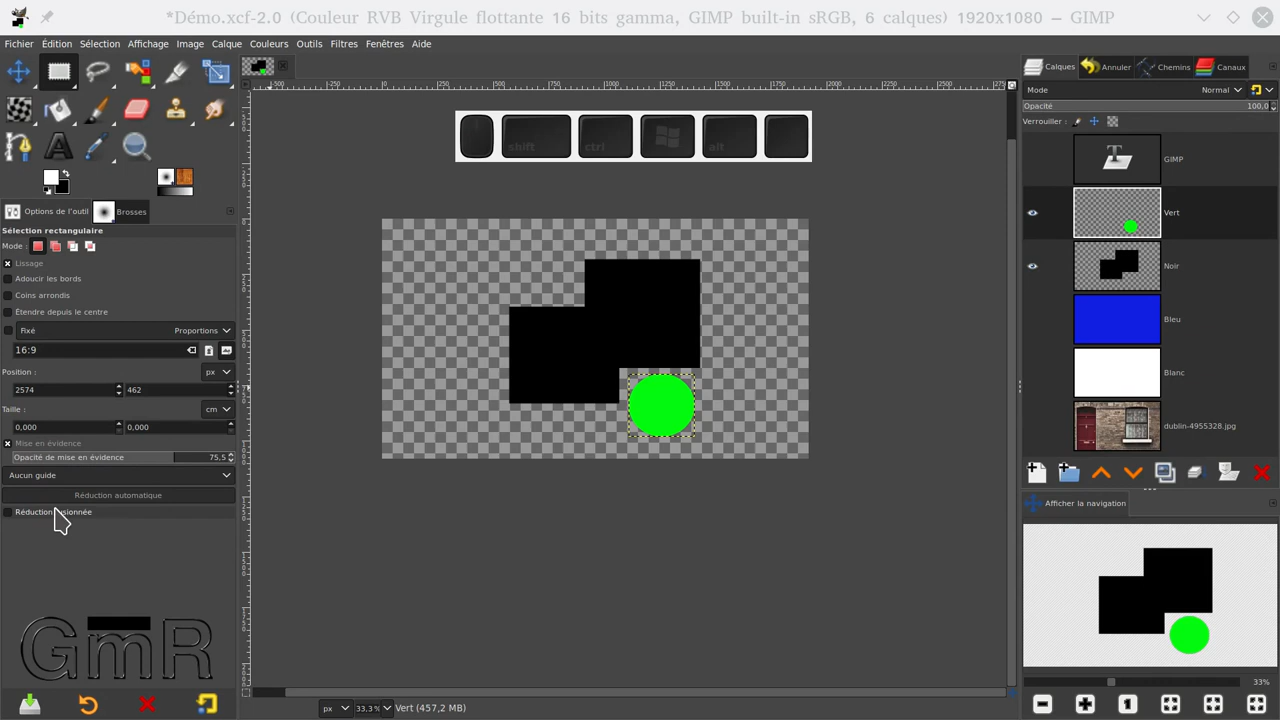 *Démo.xcf-2.0 (Couleur RVB Virgule flottante 16 bits gamma, GIMP built-in sRGB, 6 calques) 1920x1080 – GIMP
Fichier Édition Sélection Affichage Image Calque Couleurs Outils Filtres Fenêtres Aide
shift ctrl alt
Options de l'outil Brosses
Sélection rectangulaire
Mode :
Lissage
Adoucir les bords
Coins arrondis
Étendre depuis le centre
Fixé Proportions
16:9
Position : px
2574 462
Taille : cm
0,000 0,000
Mise en évidence
Opacité de mise en évidence 75,5
Aucun guide
Réduction automatique
GmR
px 33,3 % Vert (457,2 MB)
Calques Annuler Chemins Canaux
Mode Normal
Opacité 100,0
Verrouiller :
GIMP
Vert
Noir
Bleu
Blanc
dublin-4955328.jpg
Afficher la navigation
33%